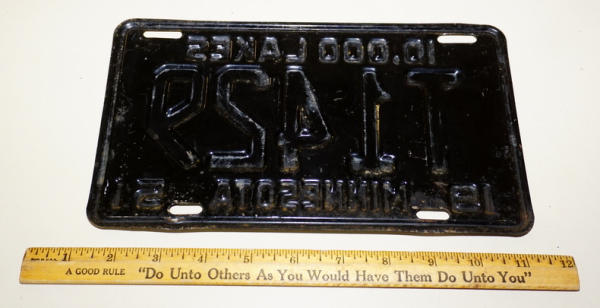 10,000 LAKES
T1429
19 MINNESOTA 51
1 2 3 4 5 6 7 8 9 10 11 12
A GOOD RULE "Do Unto Others As You Would Have Them Do Unto You"